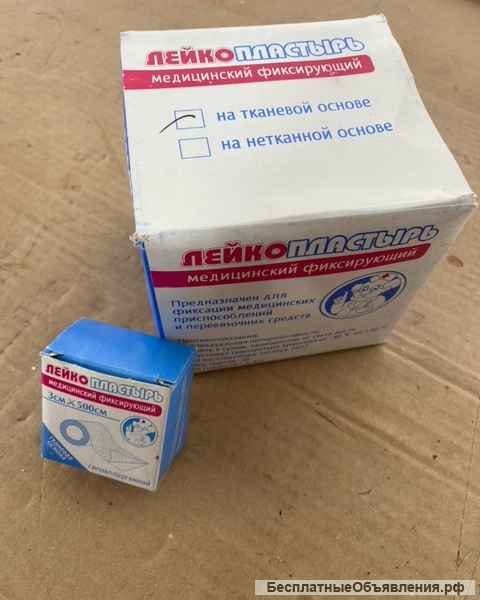 ЛЕЙКОПЛАСТЫРЬ
медицинский фиксирующий
на тканевой основе
на нетканной основе
ЛЕЙКОПЛАСТЫРЬ
медицинский фиксирующий
Предназначен для
фиксации медицинских
приспособлений
и перевязочных средств
ЛЕЙКОПЛАСТЫРЬ
медицинский фиксирующий
3см X 500см
гипоаллергенный
БесплатныеОбъявления.рф